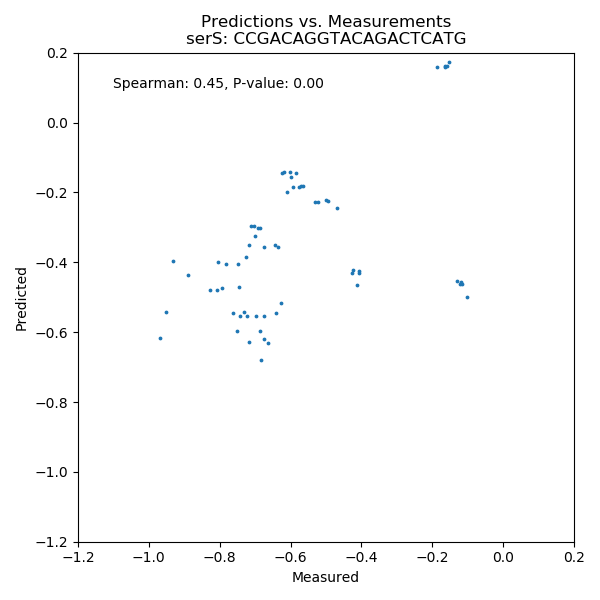 Predictions vs. Measurements
serS: CCGACAGGTACAGACTCATG
Spearman: 0.45, P-value: 0.00
0.2
0.0
−0.2
−0.4
−0.6
−0.8
−1.0
−1.2
Predicted
−1.2 −1.0 −0.8 −0.6 −0.4 −0.2 0.0 0.2
Measured